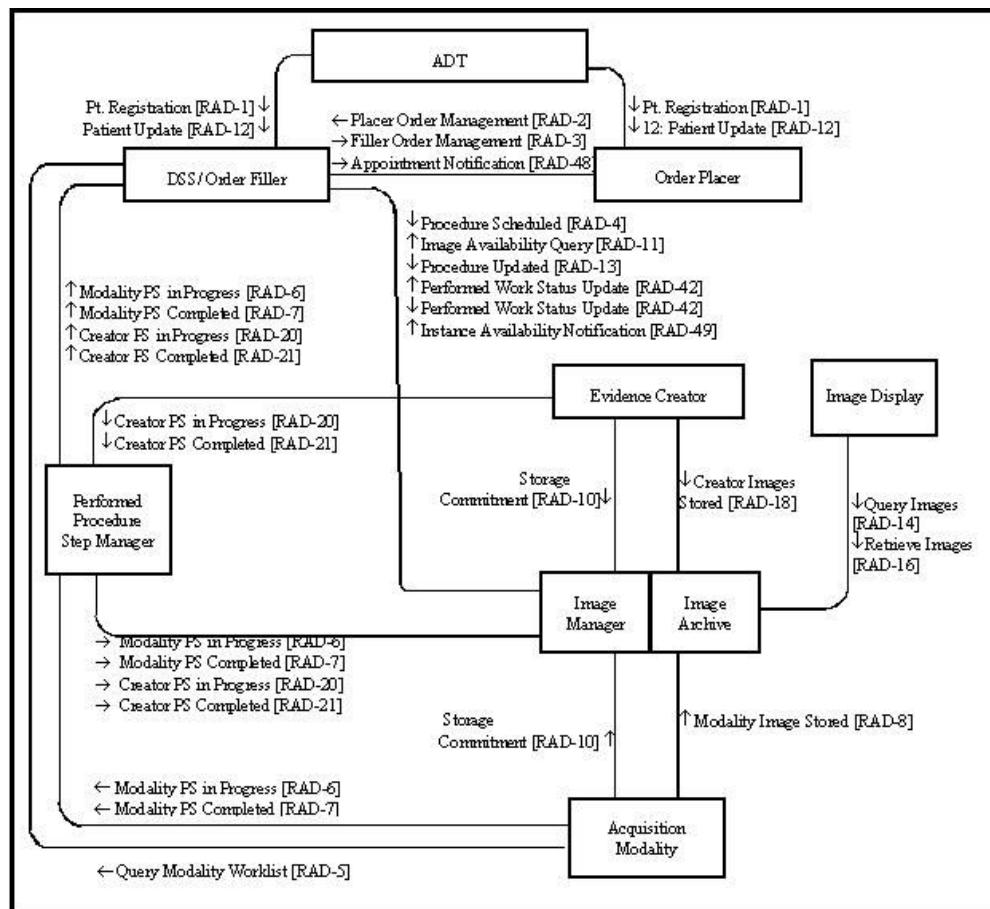 ADT
Pt. Registration [RAD-1] ↓
Patient Update [RAD-12] ↓
← Placer Order Management [RAD-2]
→ Filler Order Management [RAD-3]
→ Appointment Notification [RAD-48]
↓ Pt. Registration [RAD-1]
↓ 12: Patient Update [RAD-12]
DSS/Order Filler
Order Placer
↓ Procedure Scheduled [RAD-4]
↑ Image Availability Query [RAD-11]
↓ Procedure Updated [RAD-13]
↑ Performed Work Status Update [RAD-42]
↓ Performed Work Status Update [RAD-42]
↑ Instance Availability Notification [RAD-49]
↑ Modality PS in Progress [RAD-6]
↑ Modality PS Completed [RAD-7]
↑ Creator PS in Progress [RAD-20]
↑ Creator PS Completed [RAD-21]
Evidence Creator
Image Display
↓ Creator PS in Progress [RAD-20]
↓ Creator PS Completed [RAD-21]
Performed
Procedure
Step Manager
Storage
Commitment [RAD-10] ↓
↓ Creator Images
Stored [RAD-18]
↓ Query Images
[RAD-14]
↓ Retrieve Images
[RAD-16]
Image
Manager
Image
Archive
→ Modality PS in Progress [RAD-6]
→ Modality PS Completed [RAD-7]
→ Creator PS in Progress [RAD-20]
→ Creator PS Completed [RAD-21]
Storage
Commitment [RAD-10] ↑
↑ Modality Image Stored [RAD-8]
← Modality PS in Progress [RAD-6]
← Modality PS Completed [RAD-7]
Acquisition
Modality
← Query Modality Worklist [RAD-5]